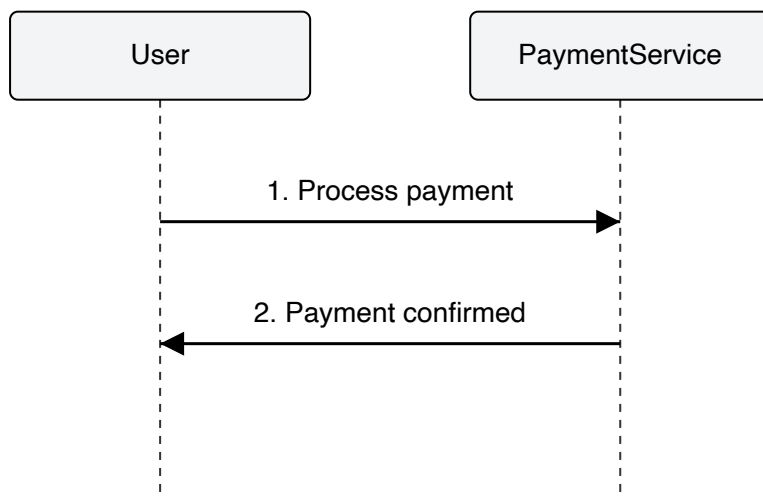 User
PaymentService
1. Process payment
2. Payment confirmed